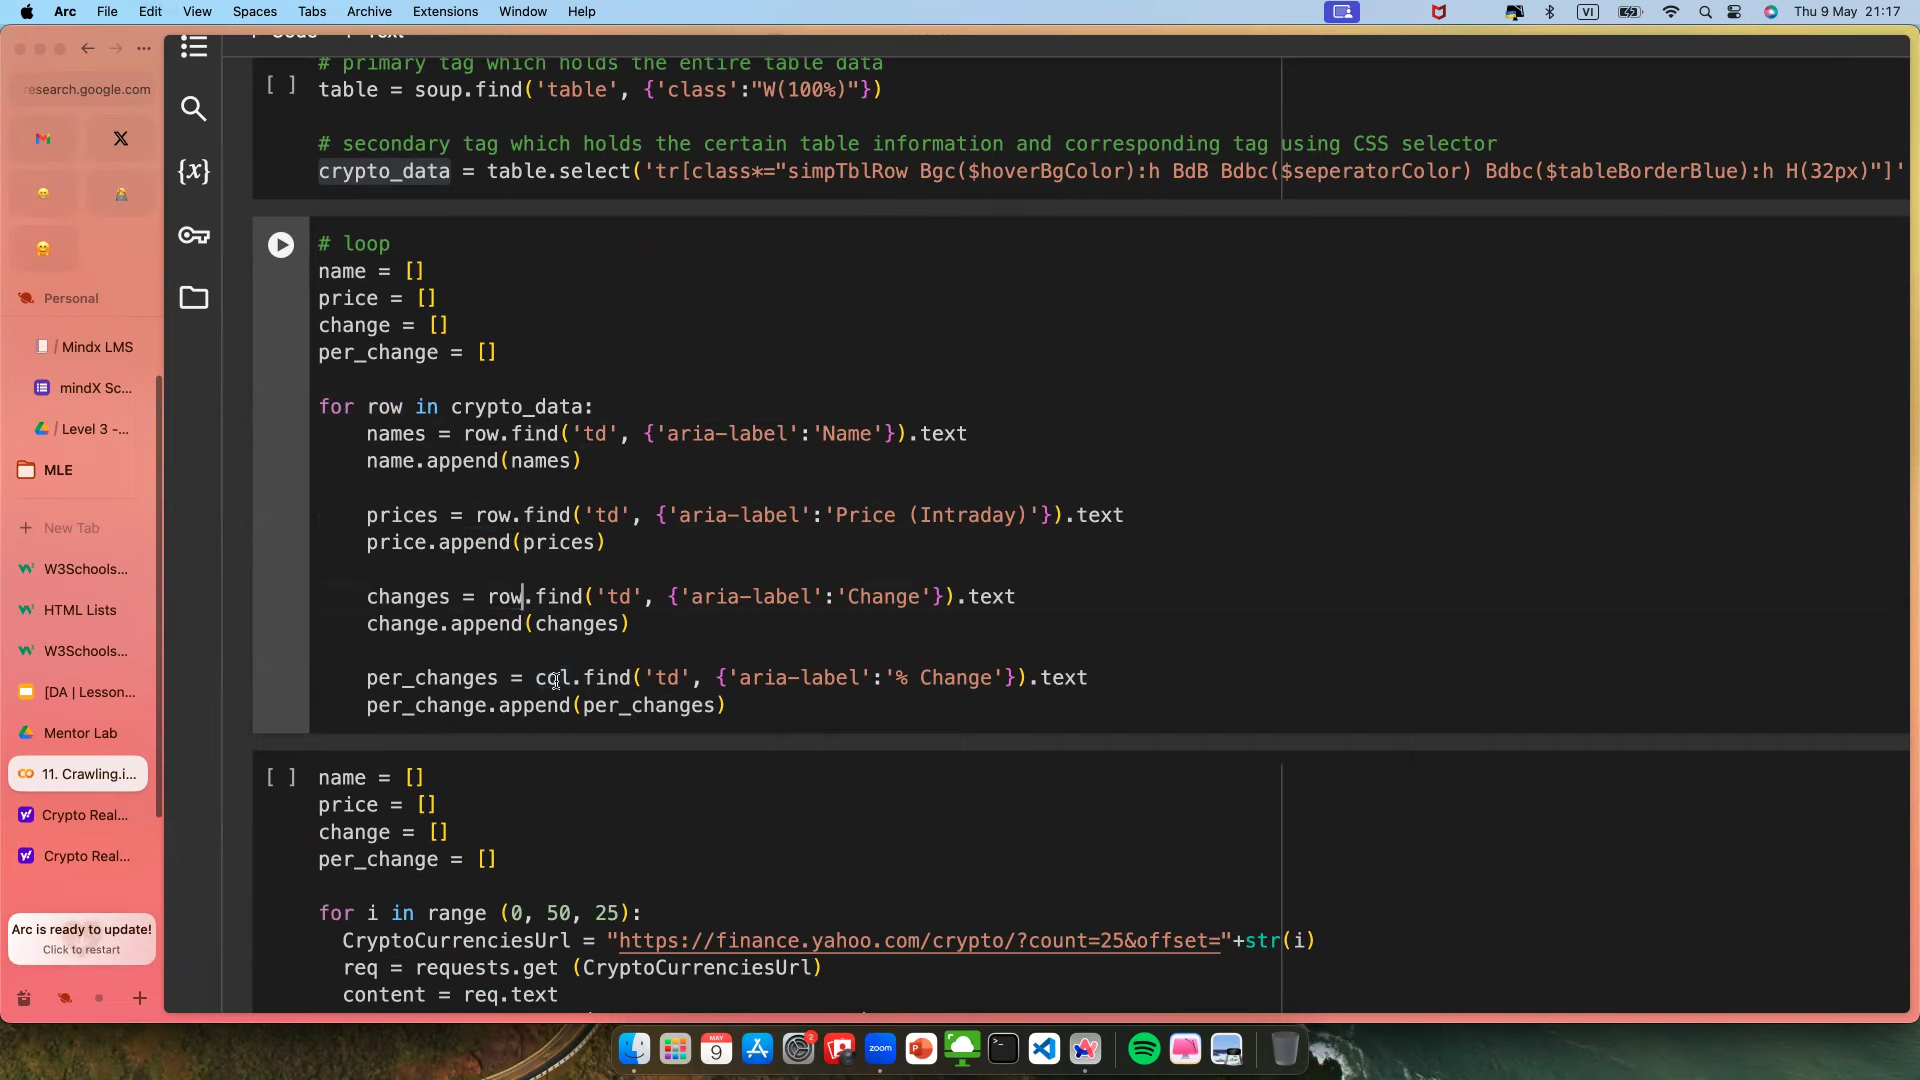 Arc File Edit View Spaces Tabs Archive Extensions Window Help VI Thu 9 May 21:17
research.google.com
Personal
/ Mindx LMS
mindX Sc...
/ Level 3 -...
MLE
New Tab
W3Schools...
HTML Lists
W3Schools...
[DA | Lesson...
Mentor Lab
11. Crawling.i...
Crypto Real...
Crypto Real...
Arc is ready to update!
Click to restart
+ Code + Text
# primary tag which holds the entire table data
[ ] table = soup.find('table', {'class':"W(100%)"})
# secondary tag which holds the certain table information and corresponding tag using CSS selector
crypto_data = table.select('tr[class*="simpTblRow Bgc($hoverBgColor):h BdB Bdbc($seperatorColor) Bdbc($tableBorderBlue):h H(32px)"]'
# loop
name = []
price = []
change = []
per_change = []
for row in crypto_data:
names = row.find('td', {'aria-label':'Name'}).text
name.append(names)
prices = row.find('td', {'aria-label':'Price (Intraday)'}).text
price.append(prices)
changes = row.find('td', {'aria-label':'Change'}).text
change.append(changes)
per_changes = col.find('td', {'aria-label':'% Change'}).text
per_change.append(per_changes)
[ ] name = []
price = []
change = []
per_change = []
for i in range (0, 50, 25):
CryptoCurrenciesUrl = "https://finance.yahoo.com/crypto/?count=25&offset="+str(i)
req = requests.get (CryptoCurrenciesUrl)
content = req.text
MAY
9
2
zoom